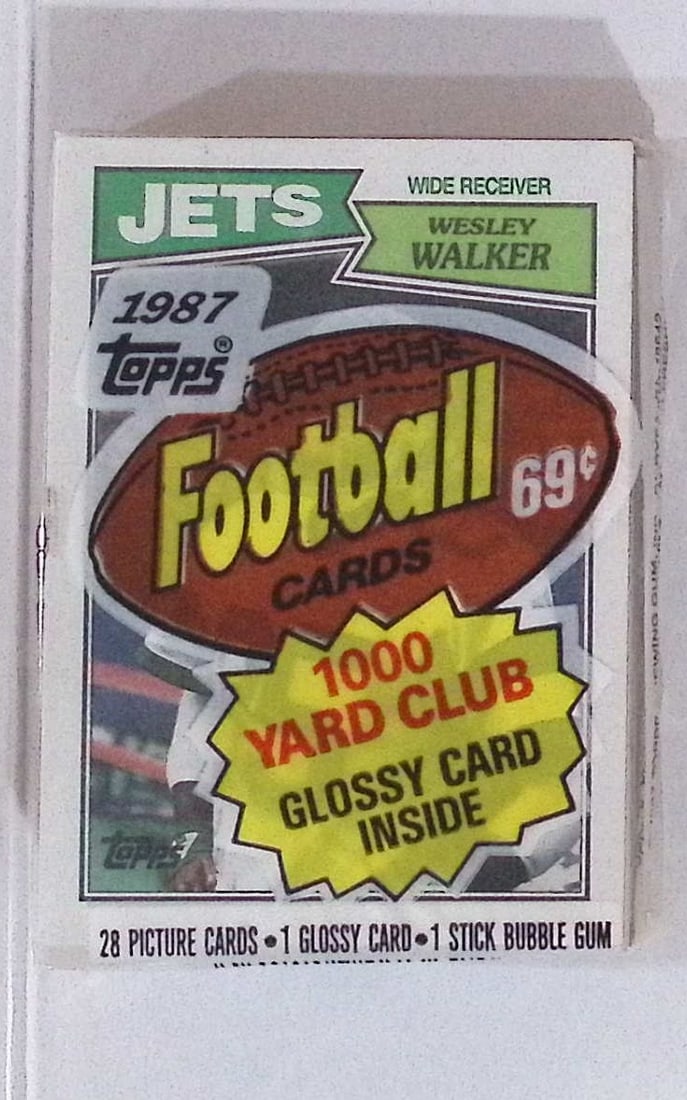 JETS
WIDE RECEIVER
WESLEY
WALKER
1987
topps®
Football
69¢
CARDS
1000
YARD CLUB
GLOSSY CARD
INSIDE
topps
28 PICTURE CARDS • 1 GLOSSY CARD • 1 STICK BUBBLE GUM